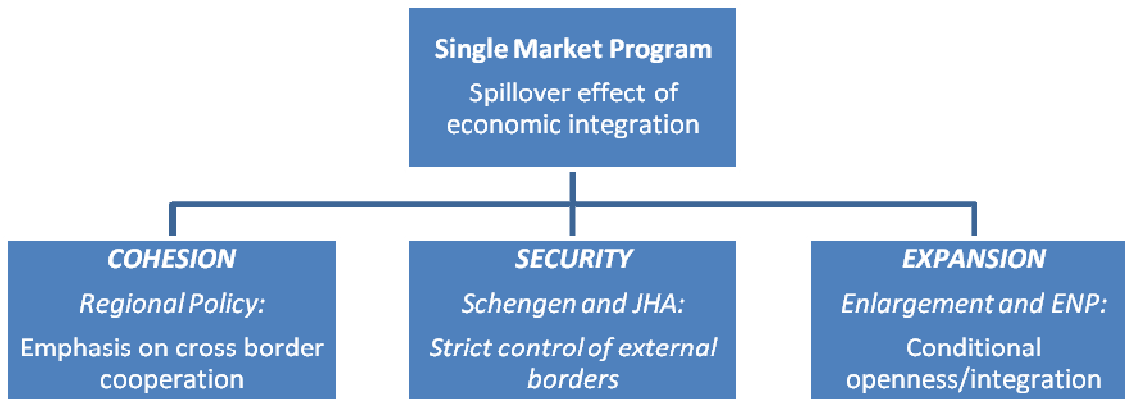 Single Market Program
Spillover effect of
economic integration
COHESION
Regional Policy:
Emphasis on cross border
cooperation
SECURITY
Schengen and JHA:
Strict control of external
borders
EXPANSION
Enlargement and ENP:
Conditional
openness/integration